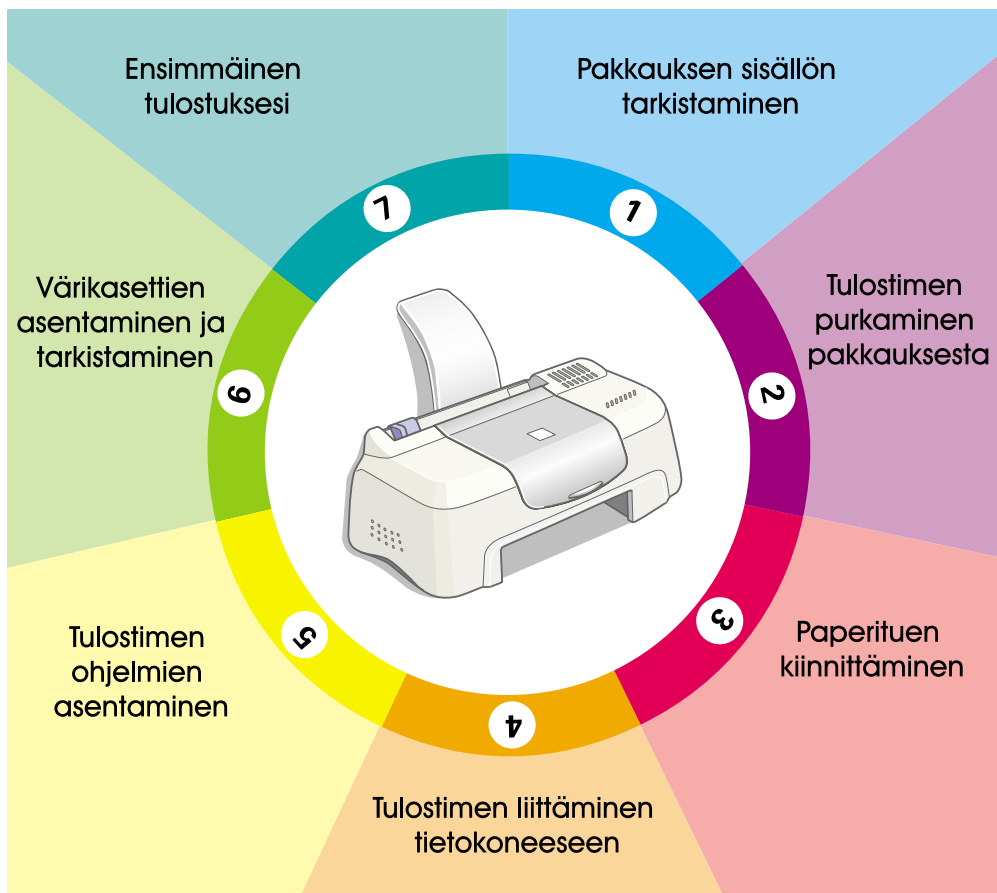 1
Pakkauksen sisällön
tarkistaminen
2
Tulostimen
purkaminen
pakkauksesta
3
Paperituen
kiinnittäminen
4
Tulostimen liittäminen
tietokoneeseen
5
Tulostimen
ohjelmien
asentaminen
6
Värikasettien
asentaminen ja
tarkistaminen
7
Ensimmäinen
tulostuksesi